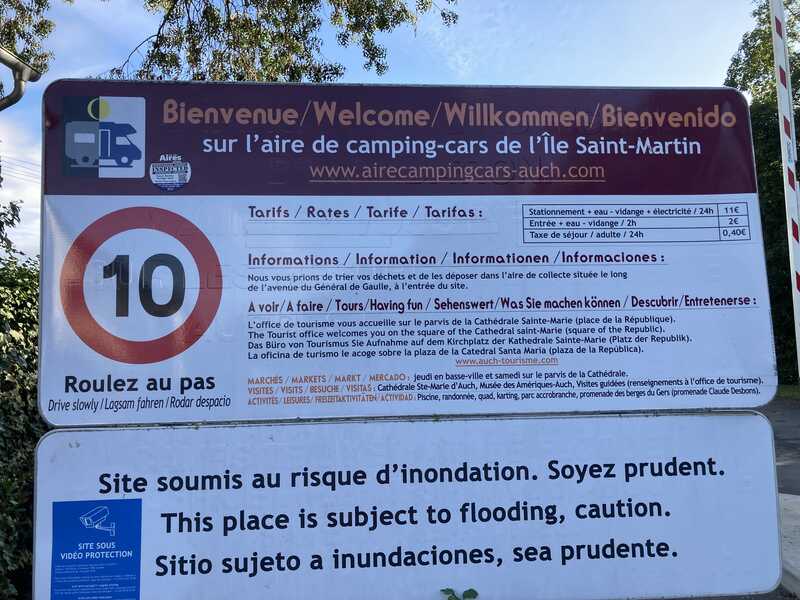 Bienvenue/Welcome/Willkommen/Bienvenido
sur l'aire de camping-cars de l'Île Saint-Martin
www.airecampingcars-auch.com
Aires
INSPECTED
10
Roulez au pas
Drive slowly / Lagsam fahren / Rodar despacio
Tarifs / Rates / Tarife / Tarifas :
Stationnement + eau - vidange + électricité / 24h 11€
Entrée + eau - vidange / 2h 2€
Taxe de séjour / adulte / 24h 0,40€
Informations / Information / Informationen / Informaciones :
Nous vous prions de trier vos déchets et de les déposer dans l'aire de collecte située le long
de l'avenue du Général de Gaulle, à l'entrée du site.
A voir/A faire / Tours/Having fun / Sehenswert/Was Sie machen können / Descubrir/Entretenerse :
L'office de tourisme vous accueille sur le parvis de la Cathédrale Sainte-Marie (place de la République).
The Tourist office welcomes you on the square of the Cathedral saint-Marie (square of the Republic).
Das Büro von Tourismus Sie Aufnahme auf dem Kirchplatz der Kathedrale Sainte-Marie (Platz der Republik).
La oficina de turismo le acoge sobre la plaza de la Catedral Santa Maria (plaza de la República).
www.auch-tourisme.com
MARCHÉS / MARKETS / MARKT / MERCADO : jeudi en basse-ville et samedi sur le parvis de la Cathédrale.
VISITES / VISITS / BESUCHE / VISITAS : Cathédrale Ste-Marie d'Auch, Musée des Amériques-Auch, Visites guidées (renseignements à l'office de tourisme).
ACTIVITÉS / LEISURES / FREIZEITAKTIVITÄTEN / ACTIVIDAD : Piscine, randonnée, quad, karting, parc accrobranche, promenade des berges du Gers (promenade Claude Desbons).
Site soumis au risque d'inondation. Soyez prudent.
This place is subject to flooding, caution.
Sitio sujeto a inundaciones, sea prudente.
SITE SOUS
VIDÉO PROTECTION